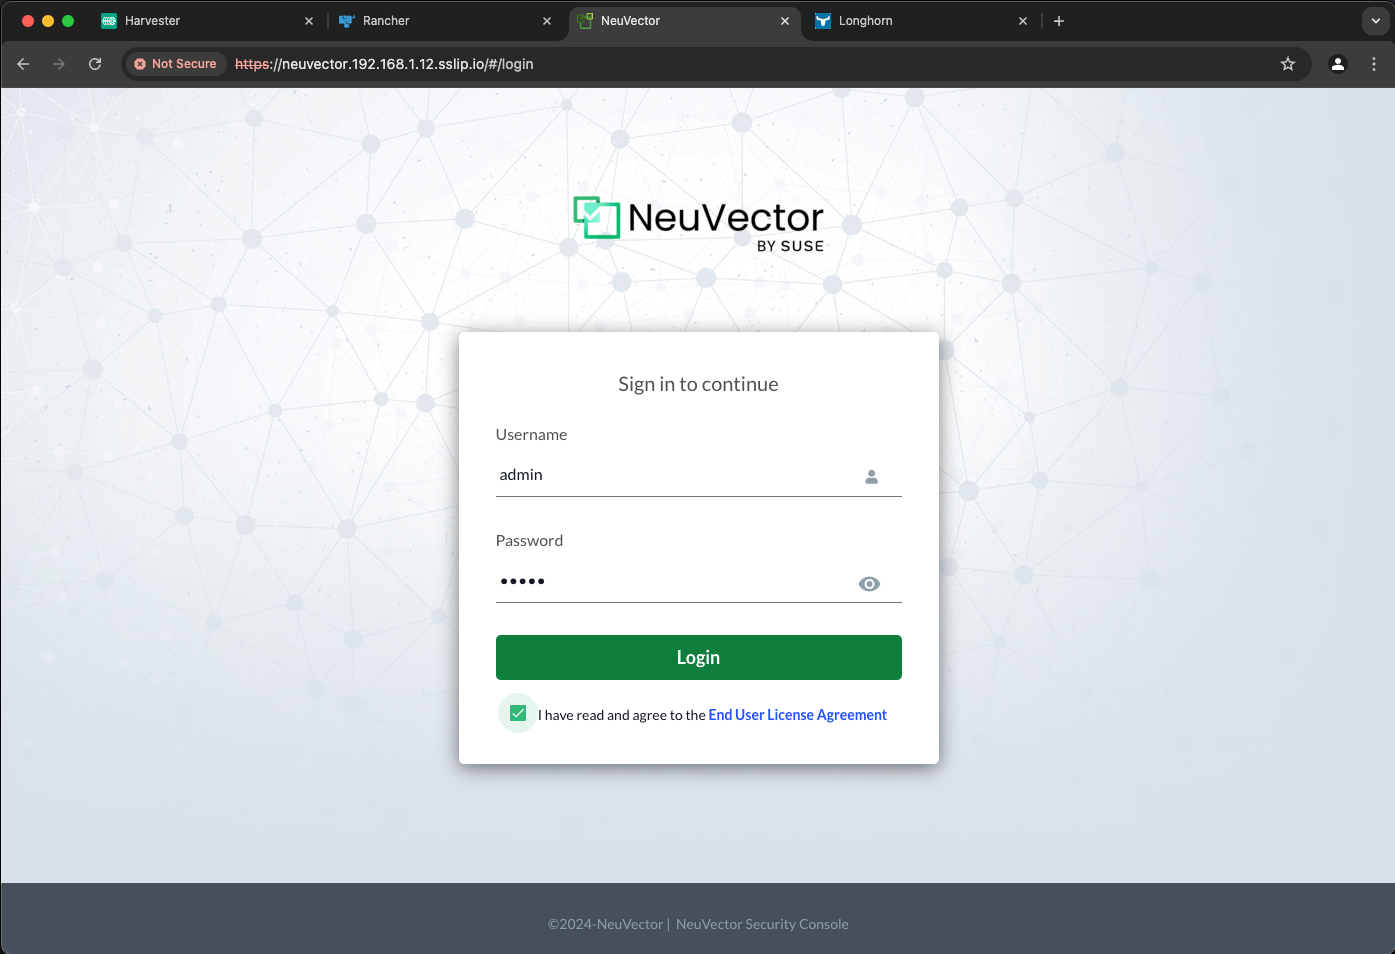 Harvester
Rancher
NeuVector
Longhorn
Not Secure
https://neuvector.192.168.1.12.sslip.io/#/login
NeuVector
BY SUSE
Sign in to continue
Username
admin
Password
•••••
Login
I have read and agree to the End User License Agreement
©2024-NeuVector | NeuVector Security Console